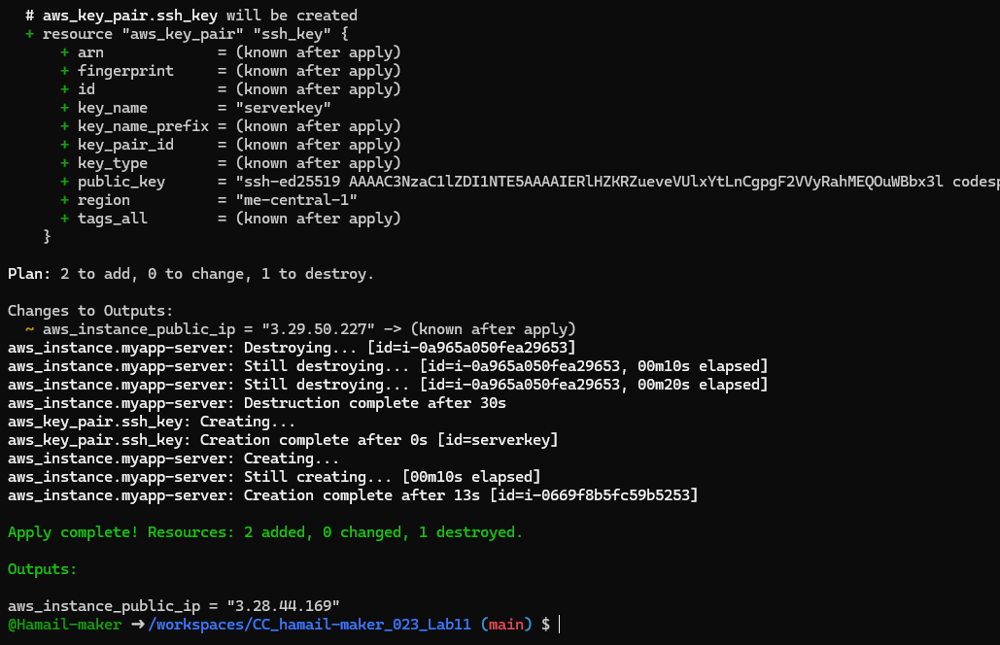 # aws_key_pair.ssh_key will be created
+ resource "aws_key_pair" "ssh_key" {
+ arn = (known after apply)
+ fingerprint = (known after apply)
+ id = (known after apply)
+ key_name = "serverkey"
+ key_name_prefix = (known after apply)
+ key_pair_id = (known after apply)
+ key_type = (known after apply)
+ public_key = "ssh-ed25519 AAAAC3NzaC1lZDI1NTE5AAAAIERlHZKRZueveVUlxYtLnCgpgF2VVyRahMEQOuWBbx3l codesp
+ region = "me-central-1"
+ tags_all = (known after apply)
}
Plan: 2 to add, 0 to change, 1 to destroy.
Changes to Outputs:
~ aws_instance_public_ip = "3.29.50.227" -> (known after apply)
aws_instance.myapp-server: Destroying... [id=i-0a965a050fea29653]
aws_instance.myapp-server: Still destroying... [id=i-0a965a050fea29653, 00m10s elapsed]
aws_instance.myapp-server: Still destroying... [id=i-0a965a050fea29653, 00m20s elapsed]
aws_instance.myapp-server: Destruction complete after 30s
aws_key_pair.ssh_key: Creating...
aws_key_pair.ssh_key: Creation complete after 0s [id=serverkey]
aws_instance.myapp-server: Creating...
aws_instance.myapp-server: Still creating... [00m10s elapsed]
aws_instance.myapp-server: Creation complete after 13s [id=i-0669f8b5fc59b5253]
Apply complete! Resources: 2 added, 0 changed, 1 destroyed.
Outputs:
aws_instance_public_ip = "3.28.44.169"
@Hamail-maker ➜ /workspaces/CC_hamail-maker_023_Lab11 (main) $